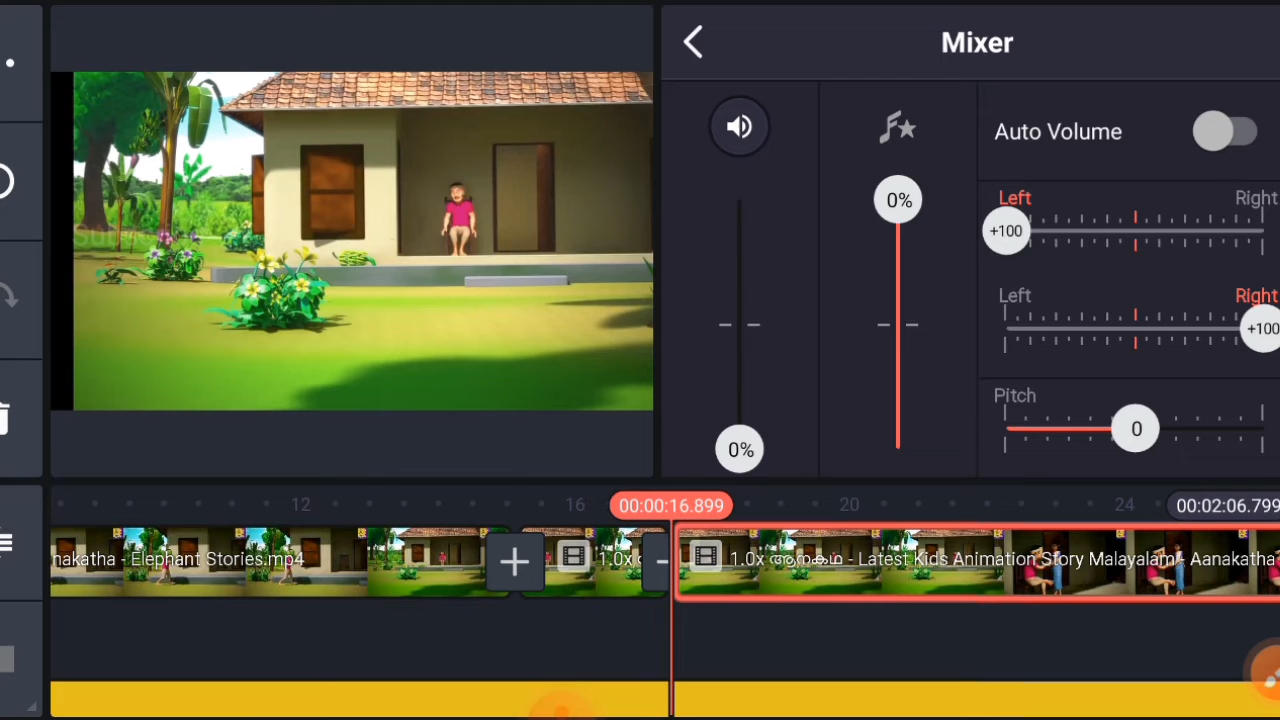 Mixer
0%
0%
Auto Volume
Left
Right
+100
Left
Right
+100
Pitch
0
12
16
00:00:16.899
20
24
00:02:06.799
nakatha - Elephant Stories.mp4
1.0x
1.0x ആനകഥ - Latest Kids Animation Story Malayalam - Aanakatha